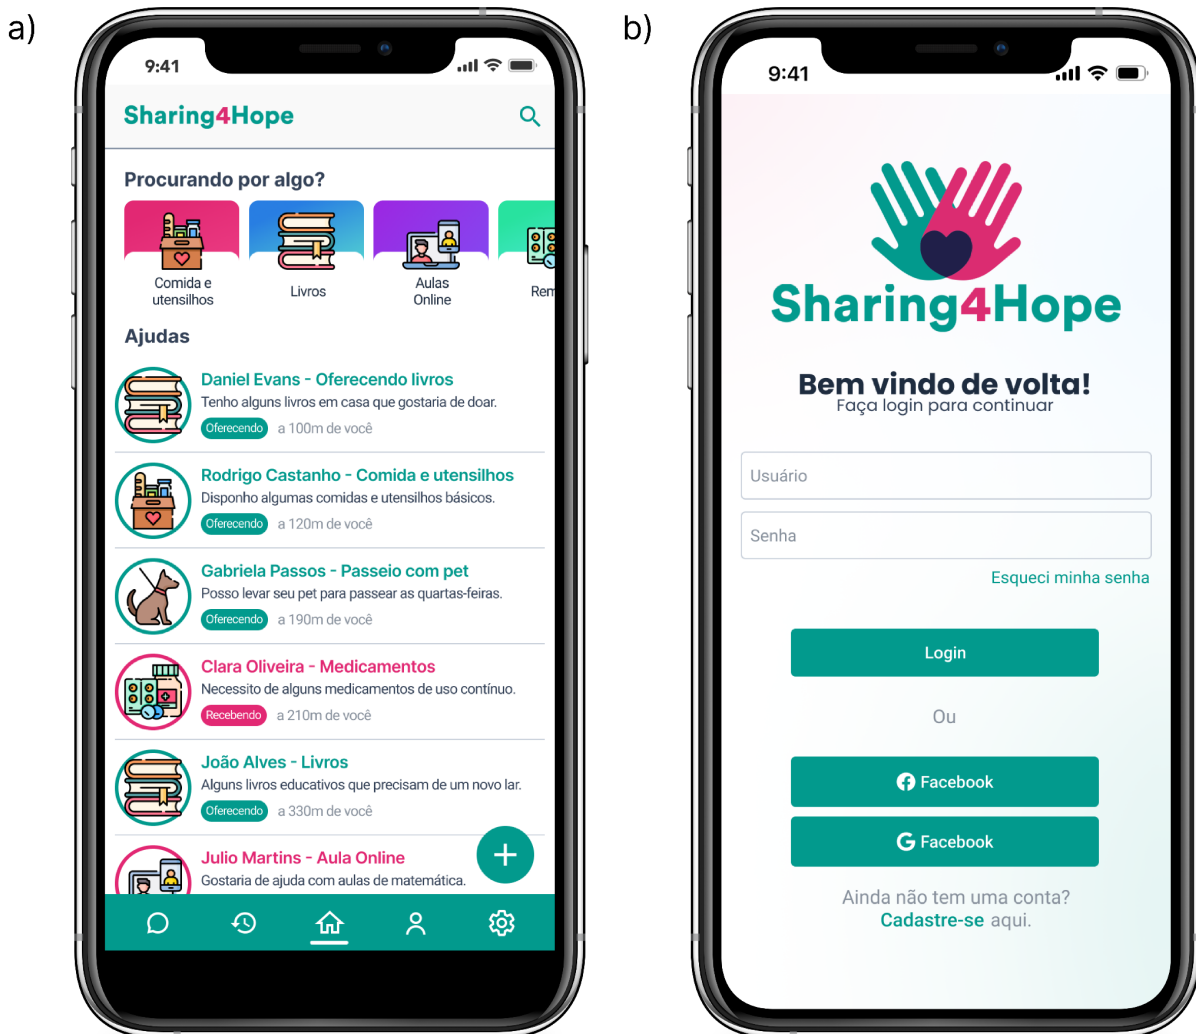 a)
9:41
Sharing4Hope
Procurando por algo?
Comida e
utensilhos
Livros
Aulas
Online
Rem
Ajudas
Daniel Evans - Oferecendo livros
Tenho alguns livros em casa que gostaria de doar.
Oferecendo a 100m de você
Rodrigo Castanho - Comida e utensilhos
Disponho algumas comidas e utensilhos básicos.
Oferecendo a 120m de você
Gabriela Passos - Passeio com pet
Posso levar seu pet para passear as quartas-feiras.
Oferecendo a 190m de você
Clara Oliveira - Medicamentos
Necessito de alguns medicamentos de uso contínuo.
Recebendo a 210m de você
João Alves - Livros
Alguns livros educativos que precisam de um novo lar.
Oferecendo a 330m de você
Julio Martins - Aula Online
Gostaria de ajuda com aulas de matemática.
b)
9:41
Sharing4Hope
Bem vindo de volta!
Faça login para continuar
Usuário
Senha
Esqueci minha senha
Login
Ou
Facebook
G Facebook
Ainda não tem uma conta?
Cadastre-se aqui.